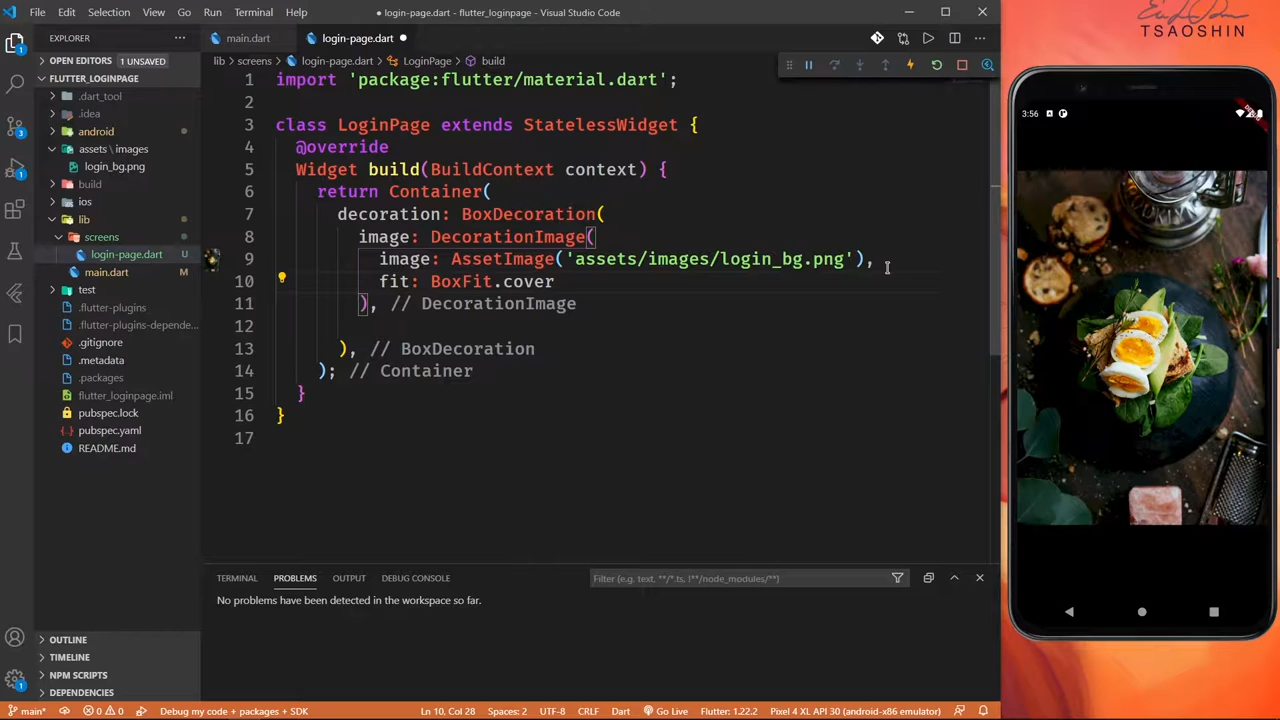 File Edit Selection View Go Run Terminal Help
● login-page.dart - flutter_loginpage - Visual Studio Code
TSAOSHIN
EXPLORER
OPEN EDITORS 1 UNSAVED
FLUTTER_LOGINPAGE
.dart_tool
.idea
android
assets \ images
login_bg.png
build
ios
lib
screens
login-page.dart U
main.dart M
test
.flutter-plugins
.flutter-plugins-depende...
.gitignore
.metadata
.packages
flutter_loginpage.iml
pubspec.lock
pubspec.yaml
README.md
OUTLINE
TIMELINE
NPM SCRIPTS
DEPENDENCIES
main.dart login-page.dart ●
lib > screens > login-page.dart > LoginPage > build
1 import 'package:flutter/material.dart';
2
3 class LoginPage extends StatelessWidget {
4 @override
5 Widget build(BuildContext context) {
6 return Container(
7 decoration: BoxDecoration(
8 image: DecorationImage(
9 image: AssetImage('assets/images/login_bg.png'),
10 fit: BoxFit.cover
11 ), // DecorationImage
12
13 ), // BoxDecoration
14 ); // Container
15 }
16 }
17
TERMINAL PROBLEMS OUTPUT DEBUG CONSOLE
Filter (e.g. text, **/*.ts, !**/node_modules/**)
No problems have been detected in the workspace so far.
3:56
main* 0 0 Debug my code + packages + SDK Ln 10, Col 28 Spaces: 2 UTF-8 CRLF Dart Go Live Flutter: 1.22.2 Pixel 4 XL API 30 (android-x86 emulator)
1
3
1
1